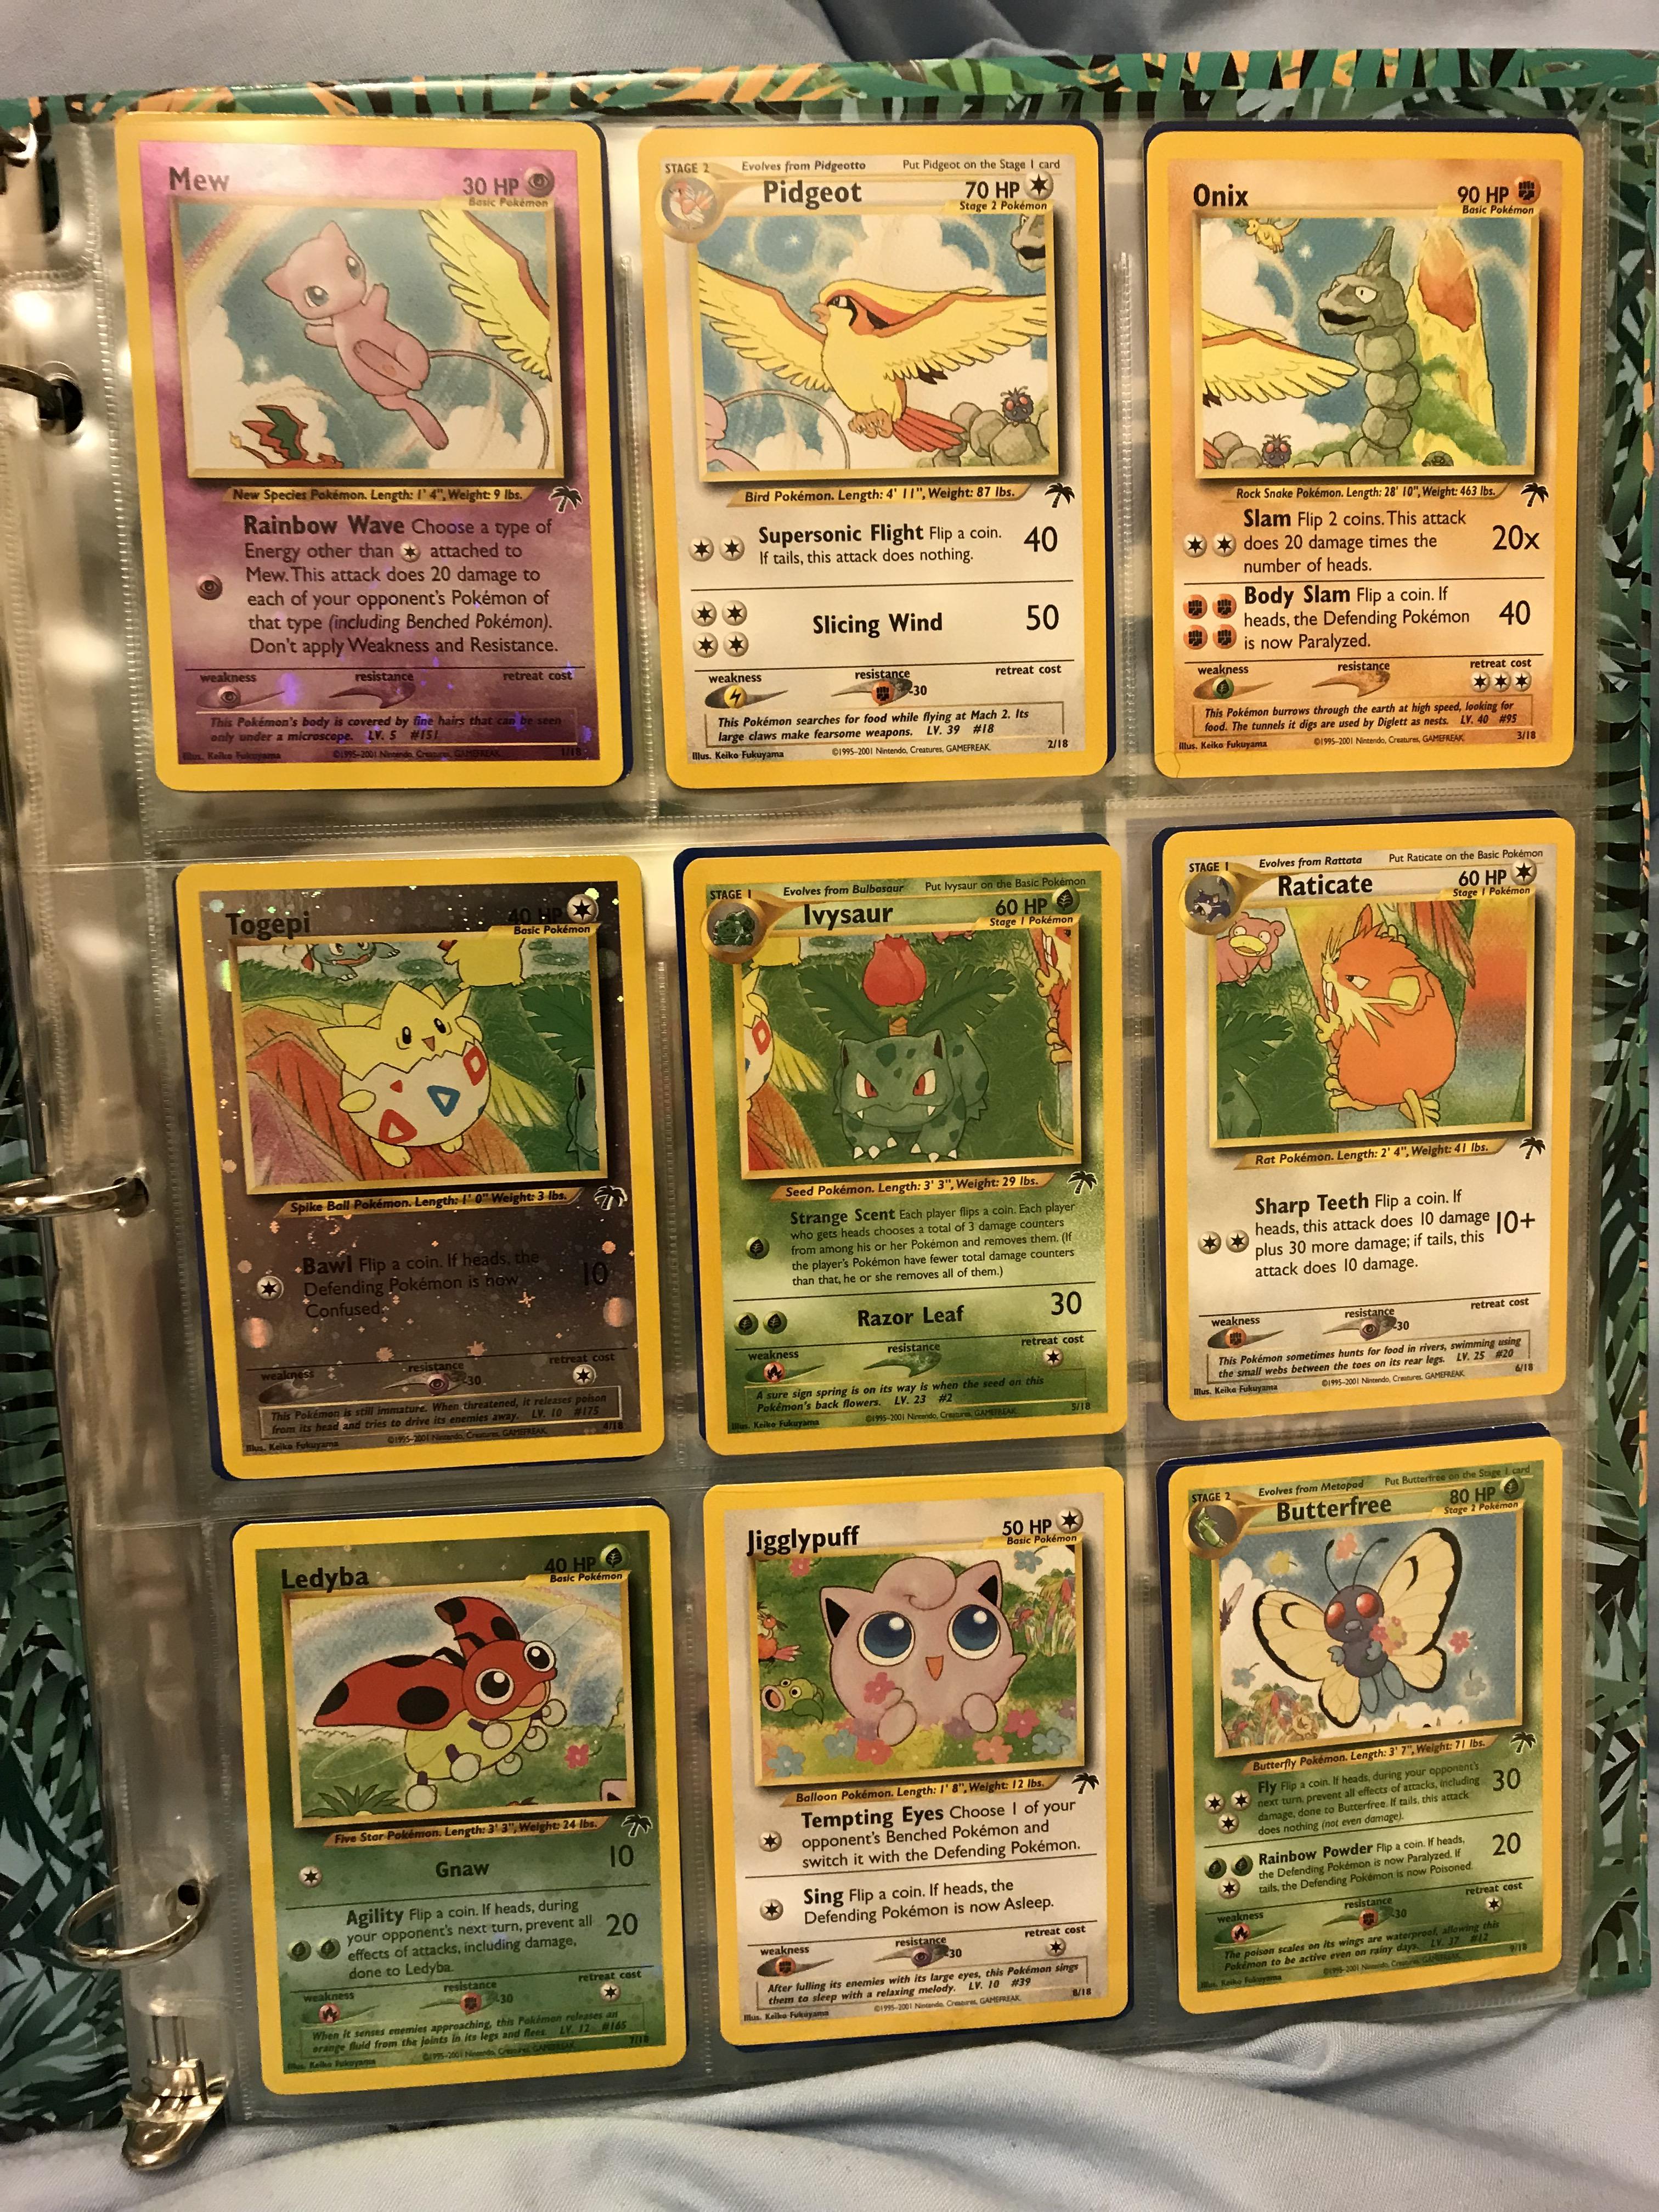 Mew
30 HP
Basic Pokémon
New Species Pokémon. Length: 1' 4", Weight: 9 lbs.
Rainbow Wave Choose a type of
Energy other than attached to
Mew. This attack does 20 damage to
each of your opponent's Pokémon of
that type (including Benched Pokémon).
Don't apply Weakness and Resistance.
weakness resistance retreat cost
This Pokémon's body is covered by fine hairs that can be seen
only under a microscope. LV. 5 #151
Illus. Keiko Fukuyama ©1995-2001 Nintendo, Creatures, GAMEFREAK. 1/18
STAGE 2 Evolves from Pidgeotto Put Pidgeot on the Stage 1 card
Pidgeot 70 HP
Stage 2 Pokémon
Bird Pokémon. Length: 4' 11", Weight: 87 lbs.
Supersonic Flight Flip a coin.
If tails, this attack does nothing.
40
Slicing Wind 50
weakness resistance retreat cost
-30
This Pokémon searches for food while flying at Mach 2. Its
large claws make fearsome weapons. LV. 39 #18
Illus. Keiko Fukuyama ©1995-2001 Nintendo, Creatures, GAMEFREAK. 2/18
Onix 90 HP
Basic Pokémon
Rock Snake Pokémon. Length: 28' 10", Weight: 463 lbs.
Slam Flip 2 coins. This attack
does 20 damage times the
number of heads.
20x
Body Slam Flip a coin. If
heads, the Defending Pokémon
is now Paralyzed.
40
weakness resistance retreat cost
This Pokémon burrows through the earth at high speed, looking for
food. The tunnels it digs are used by Diglett as nests. LV. 40 #95
Illus. Keiko Fukuyama ©1995-2001 Nintendo, Creatures, GAMEFREAK. 3/18
Togepi 40 HP
Basic Pokémon
Spike Ball Pokémon. Length: 1' 0" Weight: 3 lbs.
Bawl Flip a coin. If heads, the
Defending Pokémon is now
Confused.
10
weakness resistance retreat cost
-30
This Pokémon is still immature. When threatened, it releases poison
from its head and tries to drive its enemies away. LV. 10 #175
Illus. Keiko Fukuyama ©1995-2001 Nintendo, Creatures, GAMEFREAK. 4/18
STAGE 1 Evolves from Bulbasaur Put Ivysaur on the Basic Pokémon
Ivysaur 60 HP
Stage 1 Pokémon
Seed Pokémon. Length: 3' 3", Weight: 29 lbs.
Strange Scent Each player flips a coin. Each player
who gets heads chooses a total of 3 damage counters
from among his or her Pokémon and removes them. (If
the player's Pokémon have fewer total damage counters
than that, he or she removes all of them.)
Razor Leaf 30
weakness resistance retreat cost
A sure sign spring is on its way is when the seed on this
Pokémon's back flowers. LV. 23 #2
Illus. Keiko Fukuyama ©1995-2001 Nintendo, Creatures, GAMEFREAK. 5/18
STAGE 1 Evolves from Rattata Put Raticate on the Basic Pokémon
Raticate 60 HP
Stage 1 Pokémon
Rat Pokémon. Length: 2' 4", Weight: 41 lbs.
Sharp Teeth Flip a coin. If
heads, this attack does 10 damage
plus 30 more damage; if tails, this
attack does 10 damage.
10+
weakness resistance retreat cost
-30
This Pokémon sometimes hunts for food in rivers, swimming using
the small webs between the toes on its rear legs. LV. 25 #20
Illus. Keiko Fukuyama ©1995-2001 Nintendo, Creatures, GAMEFREAK. 6/18
Ledyba 40 HP
Basic Pokémon
Five Star Pokémon. Length: 3' 3", Weight: 24 lbs.
Gnaw 10
Agility Flip a coin. If heads, during
your opponent's next turn, prevent all
effects of attacks, including damage,
done to Ledyba.
20
weakness resistance retreat cost
-30
When it senses enemies approaching, this Pokémon releases an
orange fluid from the joints in its legs and flees. LV. 12 #165
Illus. Keiko Fukuyama ©1995-2001 Nintendo, Creatures, GAMEFREAK. 7/18
Jigglypuff 50 HP
Basic Pokémon
Balloon Pokémon. Length: 1' 8", Weight: 12 lbs.
Tempting Eyes Choose 1 of your
opponent's Benched Pokémon and
switch it with the Defending Pokémon.
Sing Flip a coin. If heads, the
Defending Pokémon is now Asleep.
weakness resistance retreat cost
-30
After lulling its enemies with its large eyes, this Pokémon sings
them to sleep with a relaxing melody. LV. 10 #39
Illus. Keiko Fukuyama ©1995-2001 Nintendo, Creatures, GAMEFREAK. 8/18
STAGE 2 Evolves from Metapod Put Butterfree on the Stage 1 card
Butterfree 80 HP
Stage 2 Pokémon
Butterfly Pokémon. Length: 3' 7", Weight: 71 lbs.
Fly Flip a coin. If heads, during your opponent's
next turn, prevent all effects of attacks, including
damage, done to Butterfree. If tails, this attack
does nothing (not even damage).
30
Rainbow Powder Flip a coin. If heads,
the Defending Pokémon is now Paralyzed. If
tails, the Defending Pokémon is now Poisoned.
20
weakness resistance retreat cost
-30
The poison scales on its wings are waterproof, allowing this
Pokémon to be active even on rainy days. LV. 37 #12
Illus. Keiko Fukuyama ©1995-2001 Nintendo, Creatures, GAMEFREAK. 9/18